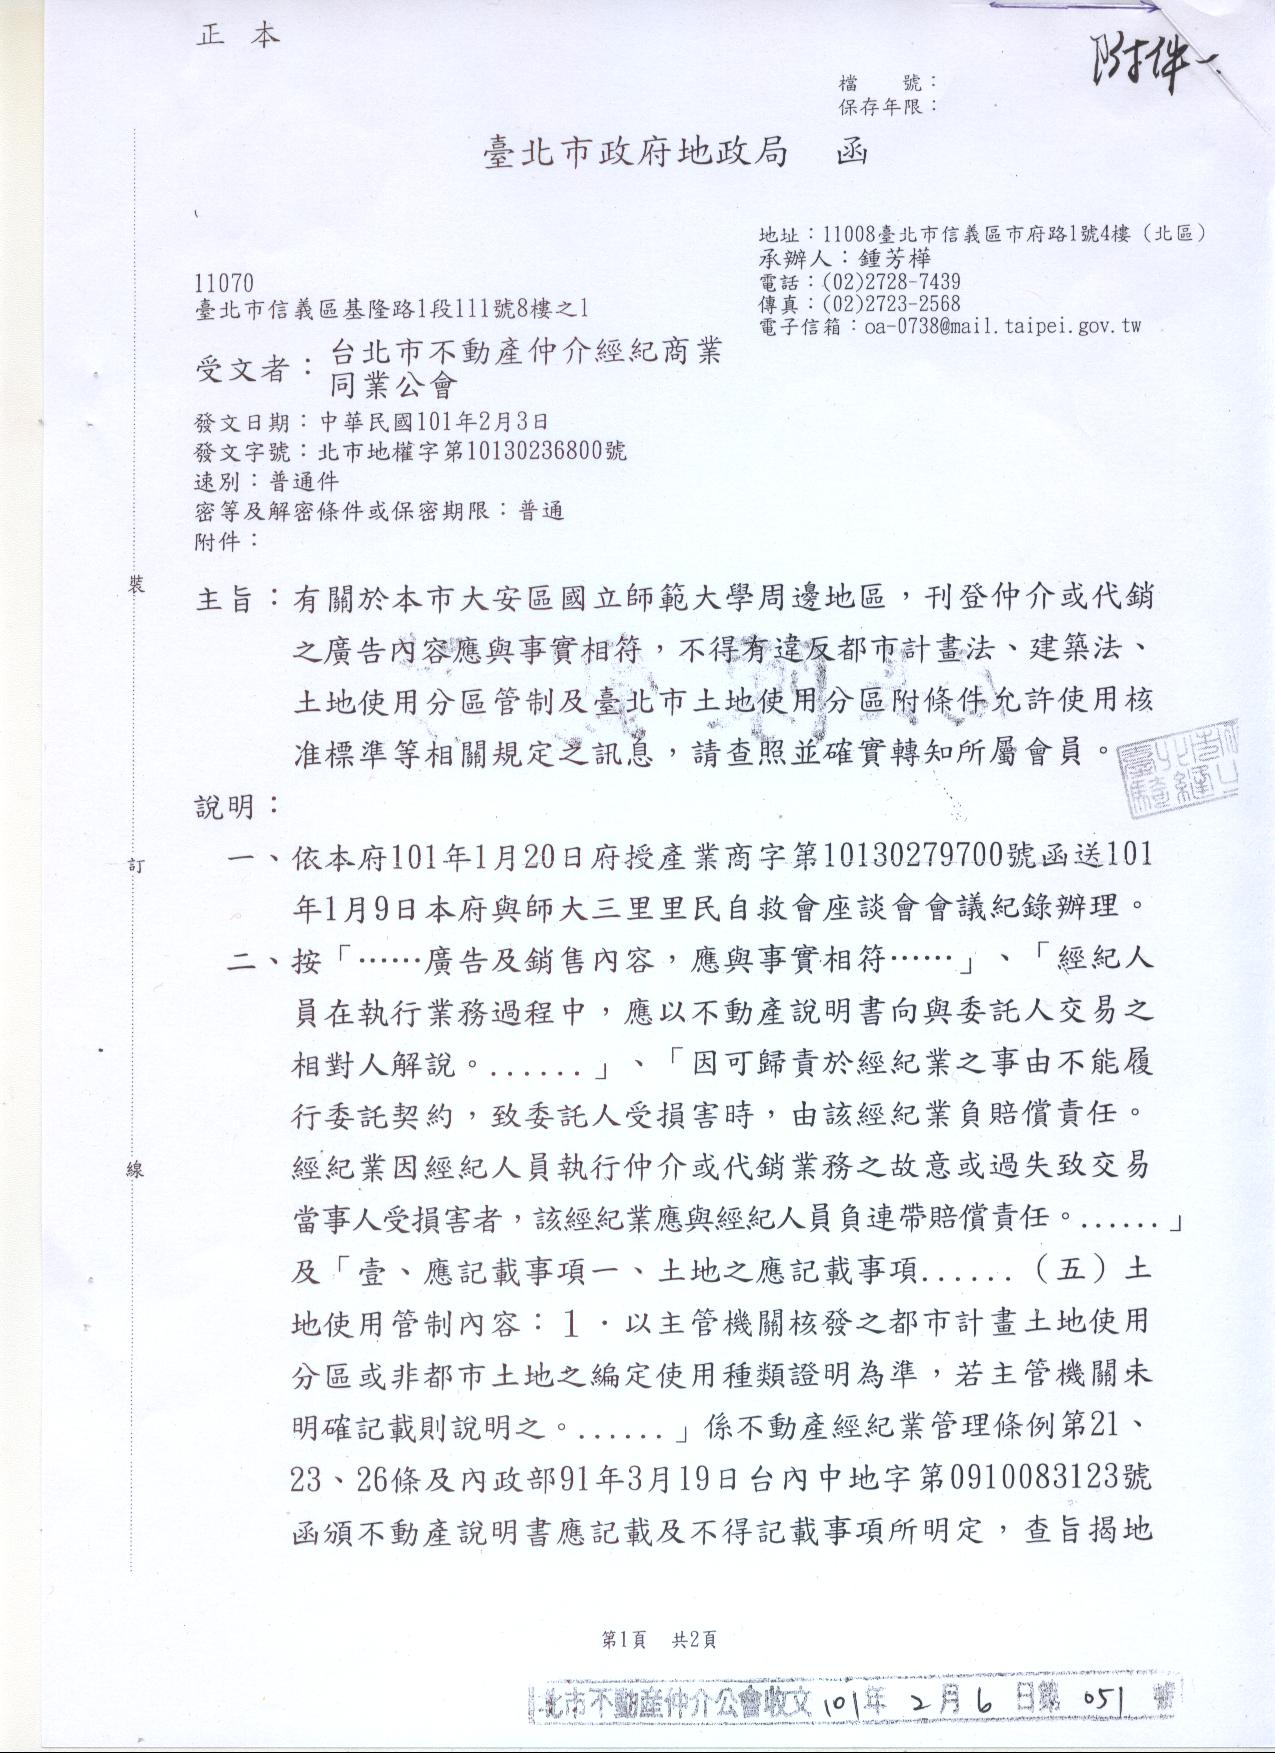 正本
附件一
檔　　號：
保存年限：
臺北市政府地政局　函
地址：11008臺北市信義區市府路1號4樓（北區）
承辦人：鍾芳樺
電話：(02)2728-7439
傳真：(02)2723-2568
電子信箱：oa-0738@mail.taipei.gov.tw
11070
臺北市信義區基隆路1段111號8樓之1
受文者：台北市不動產仲介經紀商業
同業公會
發文日期：中華民國101年2月3日
發文字號：北市地權字第10130236800號
速別：普通件
密等及解密條件或保密期限：普通
附件：
主旨：有關於本市大安區國立師範大學周邊地區，刊登仲介或代銷
之廣告內容應與事實相符，不得有違反都市計畫法、建築法、
土地使用分區管制及臺北市土地使用分區附條件允許使用核
准標準等相關規定之訊息，請查照並確實轉知所屬會員。
說明：
一、依本府101年1月20日府授產業商字第10130279700號函送101
年1月9日本府與師大三里里民自救會座談會會議紀錄辦理。
二、按「……廣告及銷售內容，應與事實相符……」、「經紀人
員在執行業務過程中，應以不動產說明書向與委託人交易之
相對人解說。......」、「因可歸責於經紀業之事由不能履
行委託契約，致委託人受損害時，由該經紀業負賠償責任。
經紀業因經紀人員執行仲介或代銷業務之故意或過失致交易
當事人受損害者，該經紀業應與經紀人員負連帶賠償責任。......」
及「壹、應記載事項一、土地之應記載事項......（五）土
地使用管制內容：1．以主管機關核發之都市計畫土地使用
分區或非都市土地之編定使用種類證明為準，若主管機關未
明確記載則說明之。......」係不動產經紀業管理條例第21、
23、26條及內政部91年3月19日台內中地字第0910083123號
函頒不動產說明書應記載及不得記載事項所明定，查旨揭地
裝
訂
線
第1頁　共2頁
北市不動產仲介公會收文101年2月6日第051號